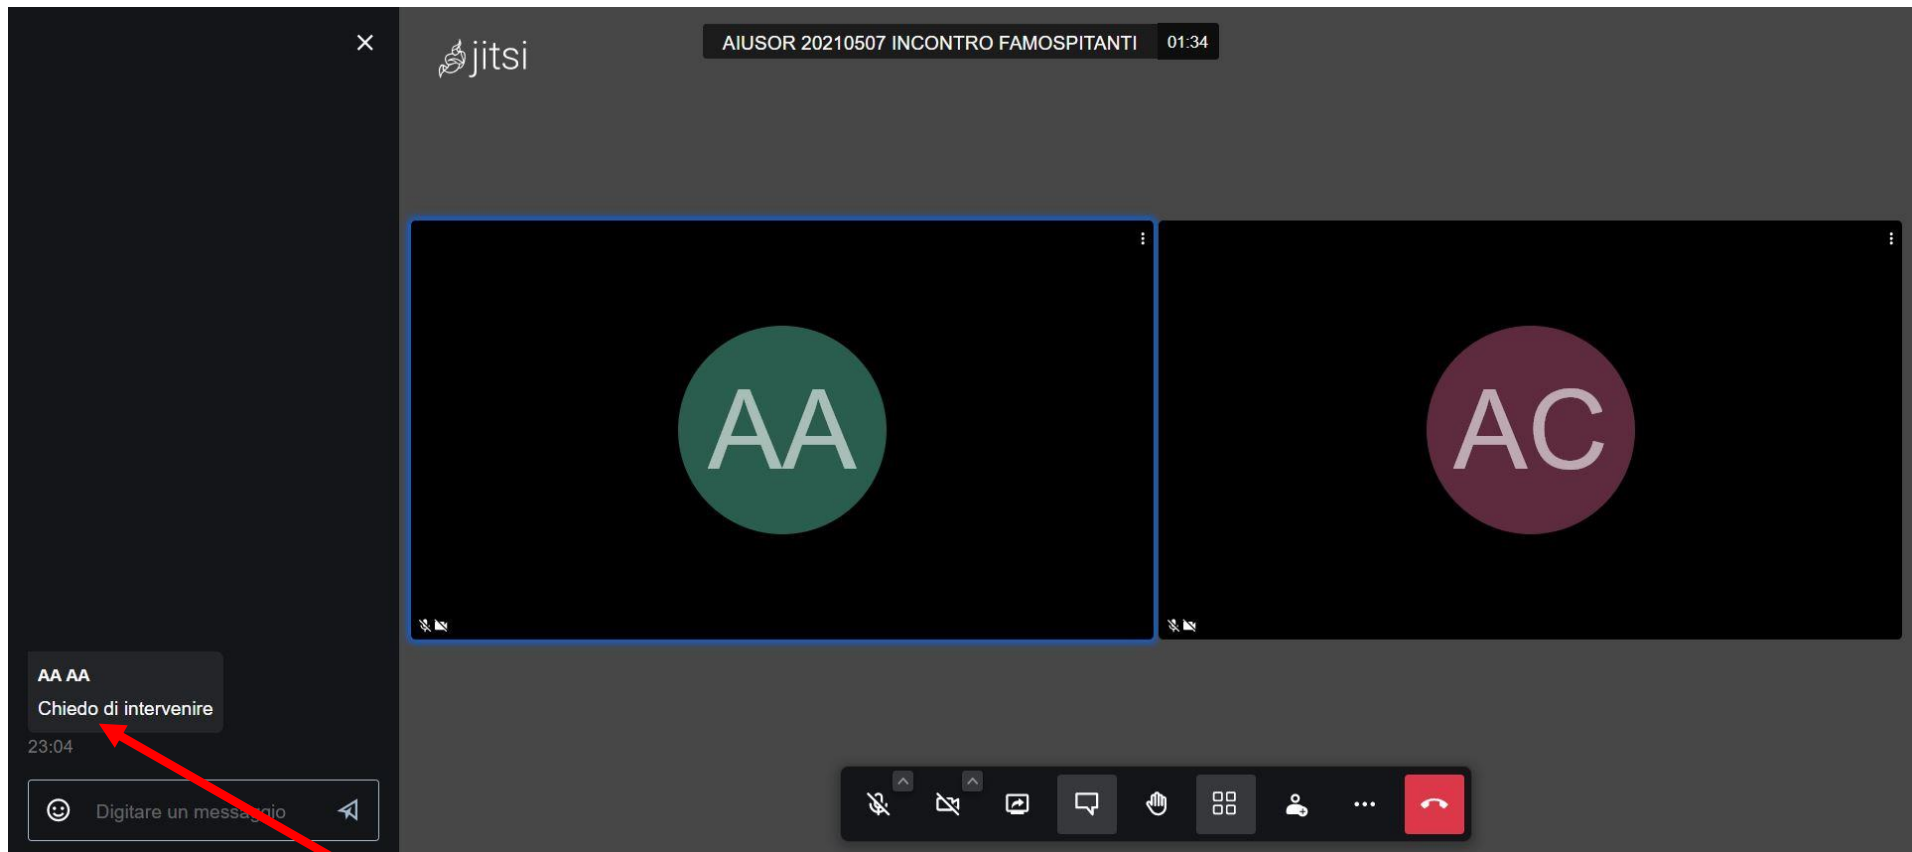 jitsi
AIUSOR 20210507 INCONTRO FAMOSPITANTI 01:34
AA
AC
AA AA
Chiedo di intervenire
23:04
Digitare un messaggio